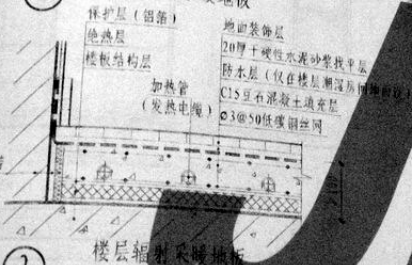 地板
保护层（铝箔）
绝热层
楼板结构层
加热管
（发热电缆）
地面装饰层
20厚干硬性水泥砂浆找平层
防水层（仅在楼层潮湿房间
C15豆石混凝土填充层
ø3@50低碳钢丝网
2
楼层辐射采暖地板